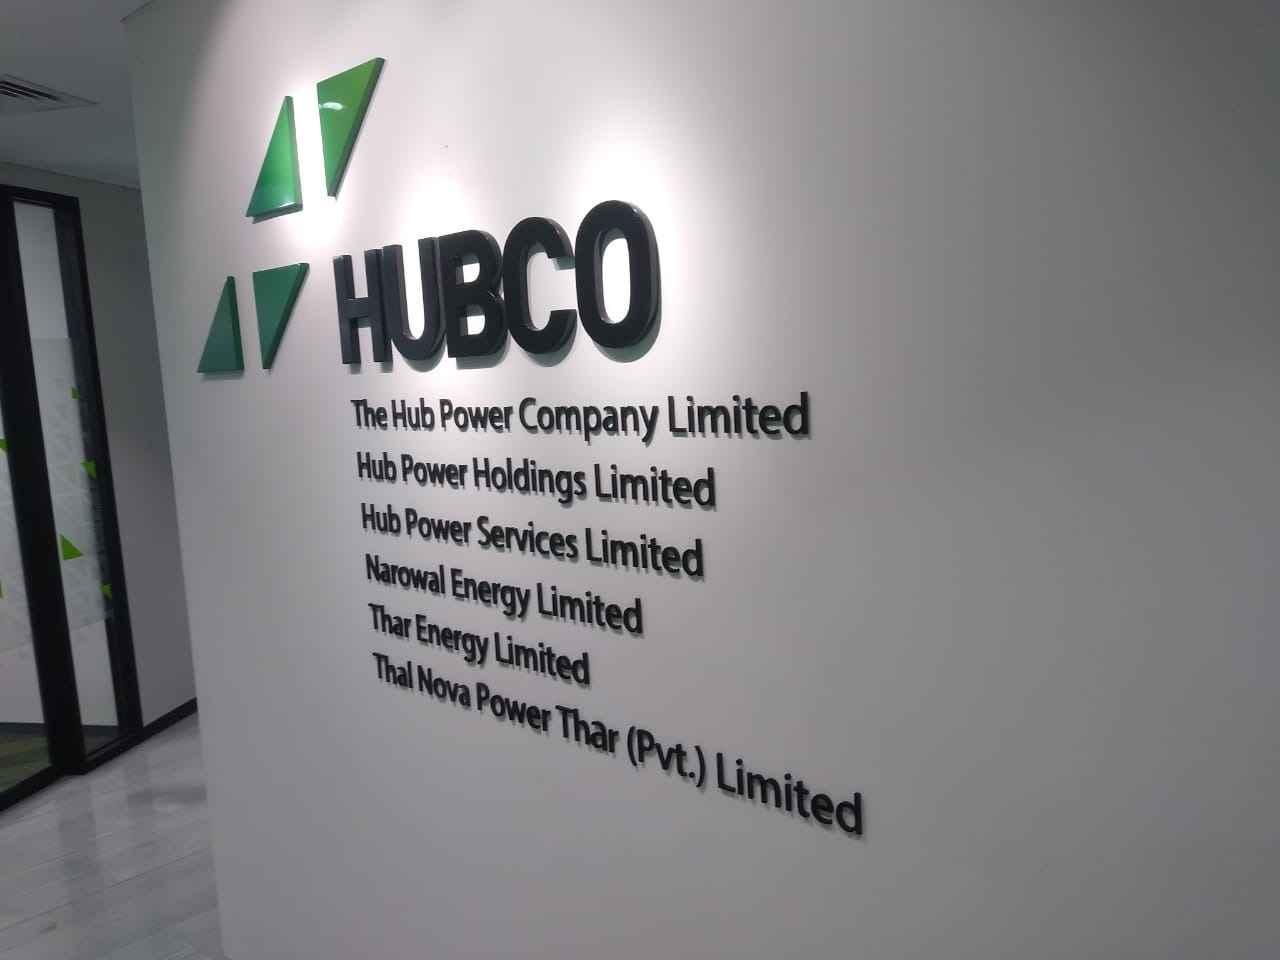 HUBCO
The Hub Power Company Limited
Hub Power Holdings Limited
Hub Power Services Limited
Narowal Energy Limited
Thar Energy Limited
Thal Nova Power Thar (Pvt.) Limited